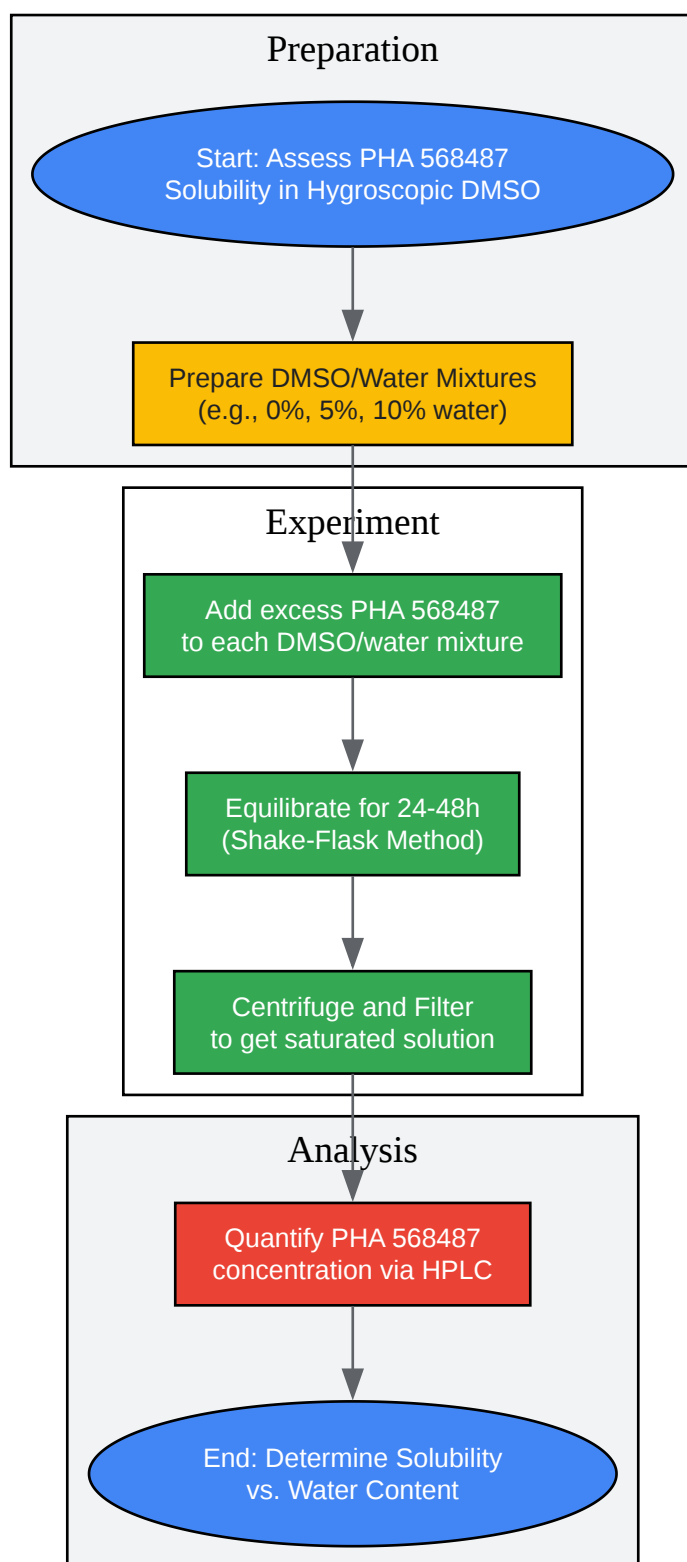 Preparation
Start: Assess PHA 568487
Solubility in Hygroscopic DMSO
Prepare DMSO/Water Mixtures
(e.g., 0%, 5%, 10% water)
Experiment
Add excess PHA 568487
to each DMSO/water mixture
Equilibrate for 24-48h
(Shake-Flask Method)
Centrifuge and Filter
to get saturated solution
Analysis
Quantify PHA 568487
concentration via HPLC
End: Determine Solubility
vs. Water Content